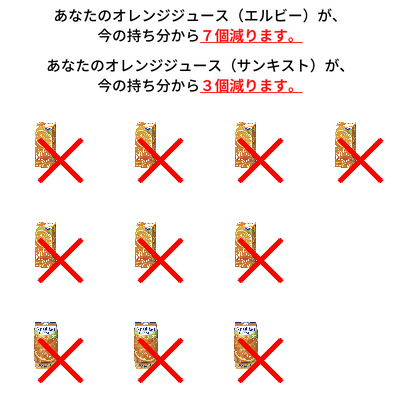 あなたのオレンジジュース（エルビー）が、
今の持ち分から７個減ります。
あなたのオレンジジュース（サンキスト）が、
今の持ち分から３個減ります。